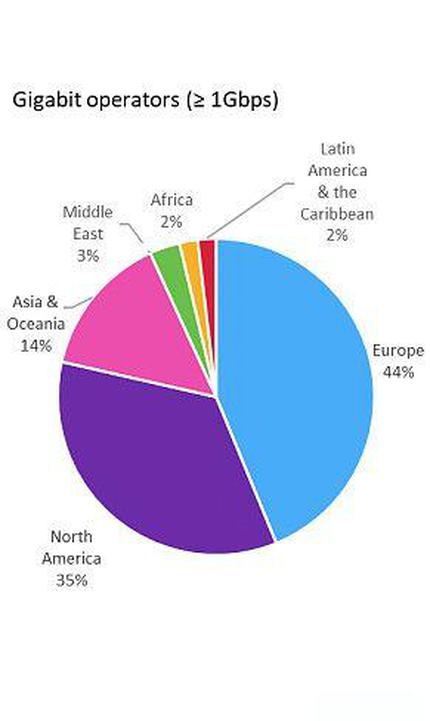 Gigabit operators (≥ 1Gbps)
Latin
America
& the
Caribbean
2%
Africa
2%
Middle
East
3%
Asia &
Oceania
14%
Europe
44%
North
America
35%